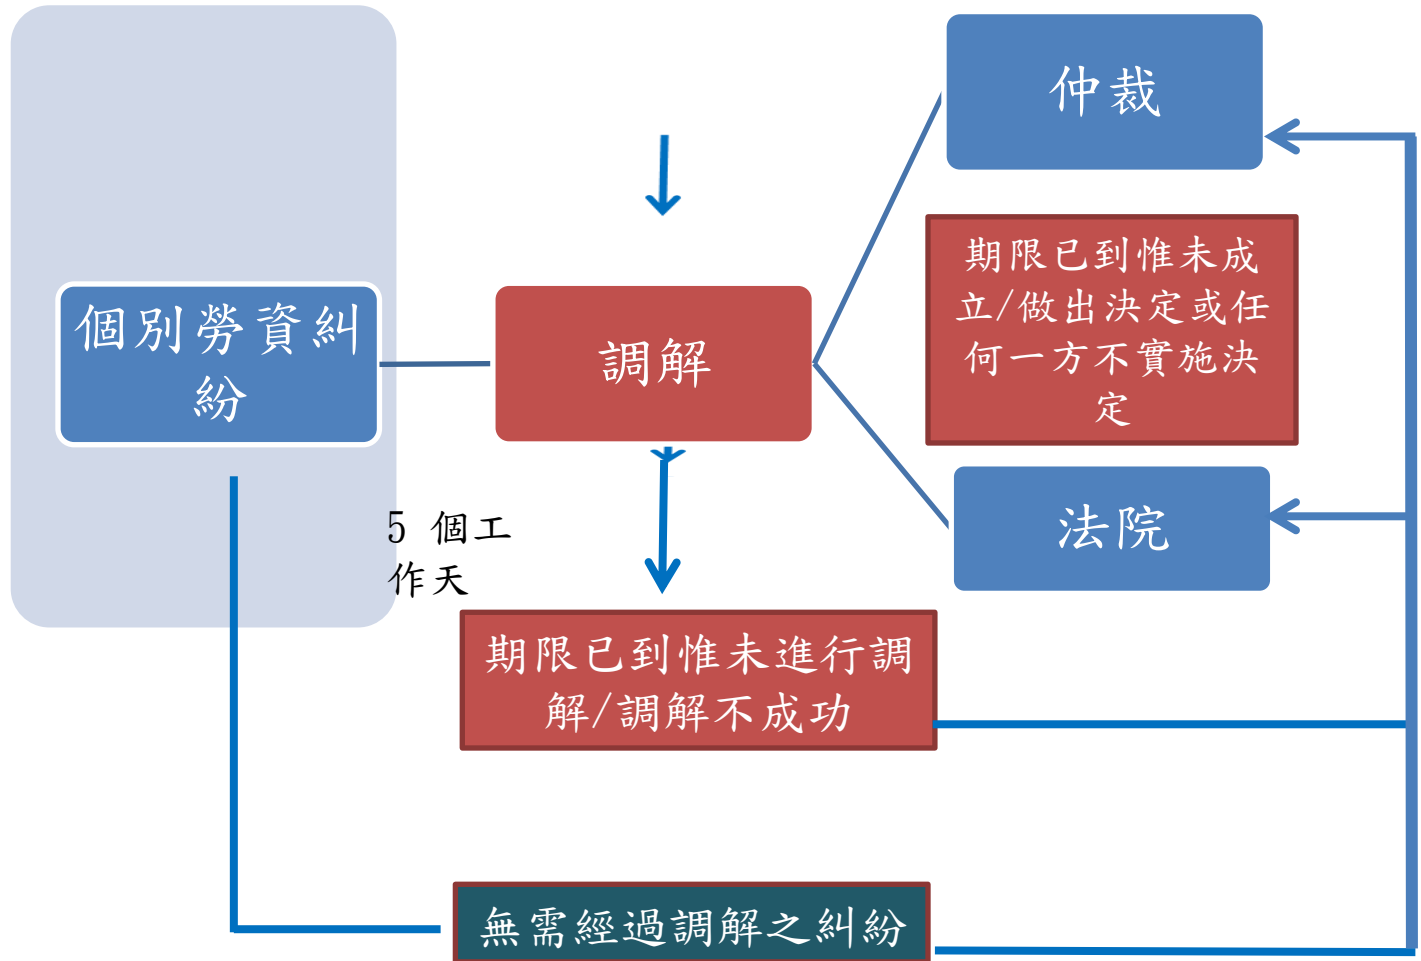 仲裁
期限已到惟未成
立/做出決定或任
何一方不實施決
定
個別勞資糾
紛
調解
法院
5 個工
作天
期限已到惟未進行調
解/調解不成功
無需經過調解之糾紛